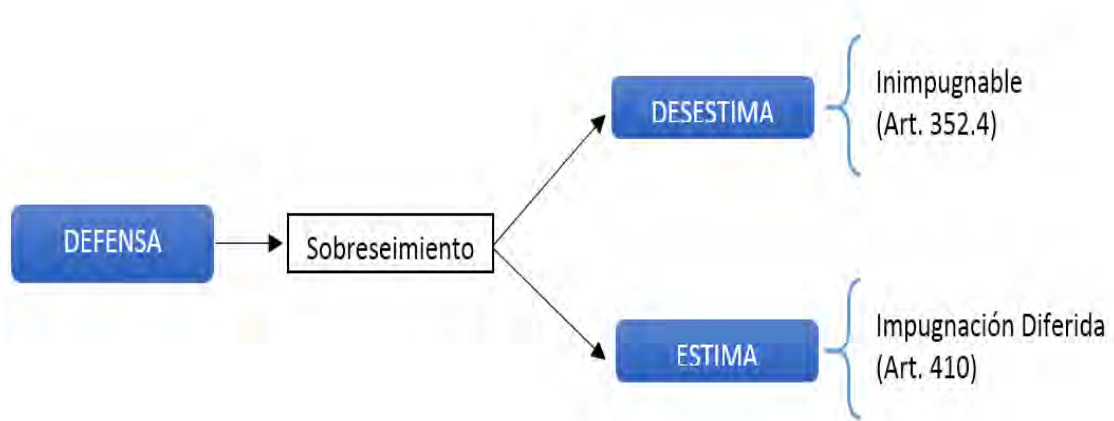 DEFENSA
Sobreseimiento
DESESTIMA
Inimpugnable
(Art. 352.4)
ESTIMA
Impugnación Diferida
(Art. 410)